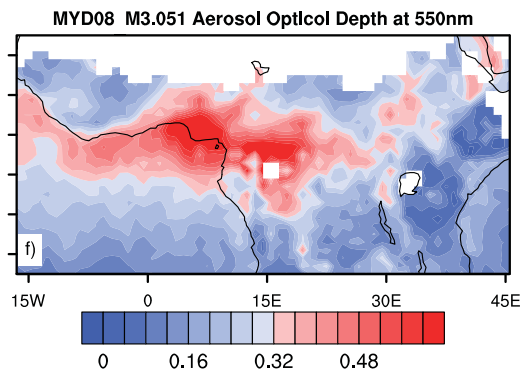 MYD08 M3.051 Aerosol Opticol Depth at 550nm
f)
15W 0 15E 30E 45E
0 0.16 0.32 0.48